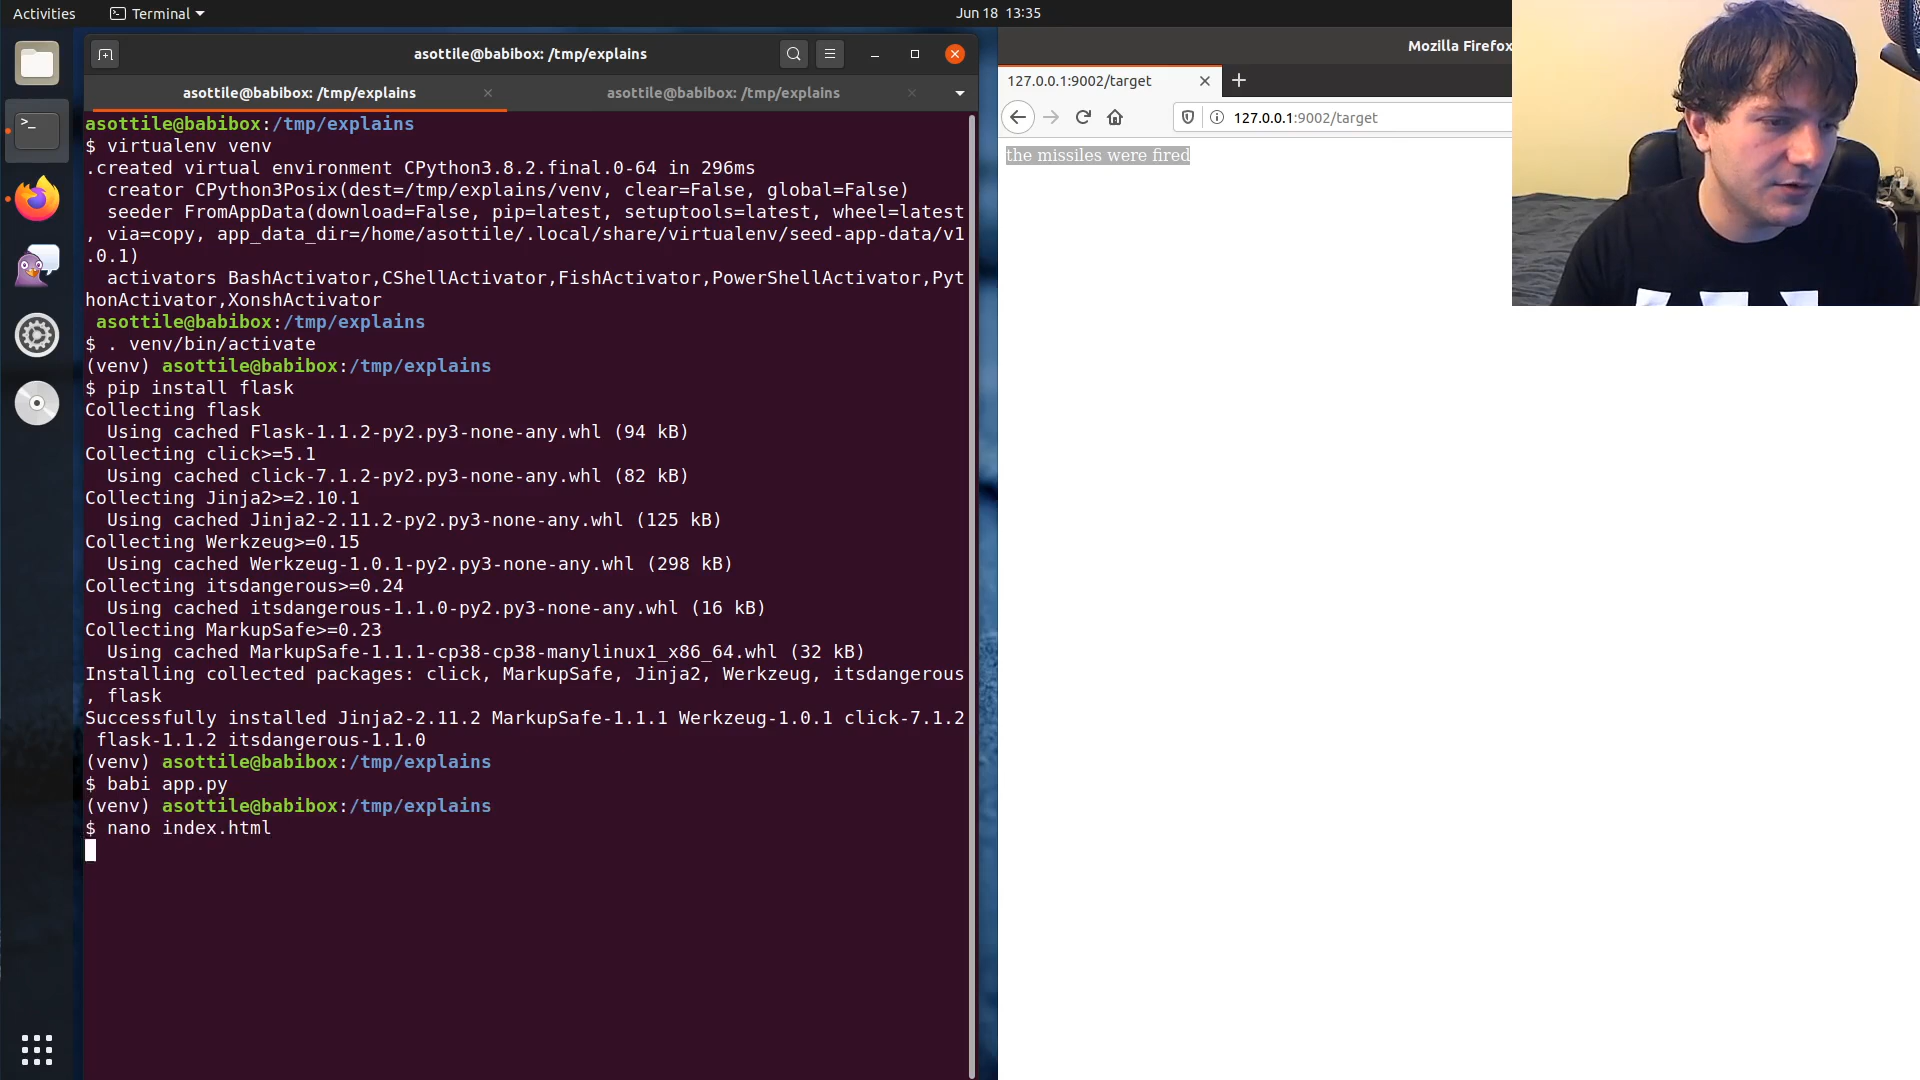 Activities
Terminal
Jun 18 13:35
asottile@babibox: /tmp/explains
asottile@babibox: /tmp/explains
asottile@babibox: /tmp/explains
asottile@babibox:/tmp/explains
$ virtualenv venv
.created virtual environment CPython3.8.2.final.0-64 in 296ms
creator CPython3Posix(dest=/tmp/explains/venv, clear=False, global=False)
seeder FromAppData(download=False, pip=latest, setuptools=latest, wheel=latest
, via=copy, app_data_dir=/home/asottile/.local/share/virtualenv/seed-app-data/v1
.0.1)
activators BashActivator,CShellActivator,FishActivator,PowerShellActivator,Pyt
honActivator,XonshActivator
asottile@babibox:/tmp/explains
$ . venv/bin/activate
(venv) asottile@babibox:/tmp/explains
$ pip install flask
Collecting flask
Using cached Flask-1.1.2-py2.py3-none-any.whl (94 kB)
Collecting click>=5.1
Using cached click-7.1.2-py2.py3-none-any.whl (82 kB)
Collecting Jinja2>=2.10.1
Using cached Jinja2-2.11.2-py2.py3-none-any.whl (125 kB)
Collecting Werkzeug>=0.15
Using cached Werkzeug-1.0.1-py2.py3-none-any.whl (298 kB)
Collecting itsdangerous>=0.24
Using cached itsdangerous-1.1.0-py2.py3-none-any.whl (16 kB)
Collecting MarkupSafe>=0.23
Using cached MarkupSafe-1.1.1-cp38-cp38-manylinux1_x86_64.whl (32 kB)
Installing collected packages: click, MarkupSafe, Jinja2, Werkzeug, itsdangerous
, flask
Successfully installed Jinja2-2.11.2 MarkupSafe-1.1.1 Werkzeug-1.0.1 click-7.1.2
flask-1.1.2 itsdangerous-1.1.0
(venv) asottile@babibox:/tmp/explains
$ babi app.py
(venv) asottile@babibox:/tmp/explains
$ nano index.html
Mozilla Firefox
127.0.0.1:9002/target
127.0.0.1:9002/target
the missiles were fired